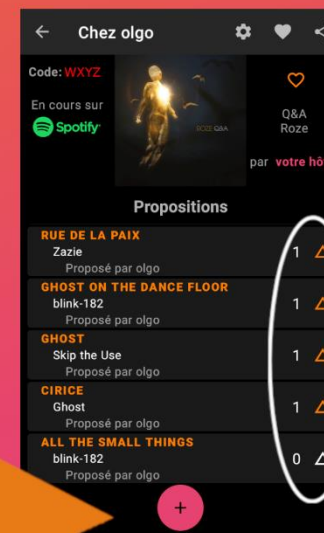 Chez olgo
Code: WXYZ
En cours sur
Spotify
ROZE Q&A
Q&A
Roze
par votre hô
Propositions
RUE DE LA PAIX
Zazie
1
Proposé par olgo
GHOST ON THE DANCE FLOOR
blink-182
1
Proposé par olgo
GHOST
Skip the Use
1
Proposé par olgo
CIRICE
Ghost
1
Proposé par olgo
ALL THE SMALL THINGS
blink-182
0
Proposé par olgo
+